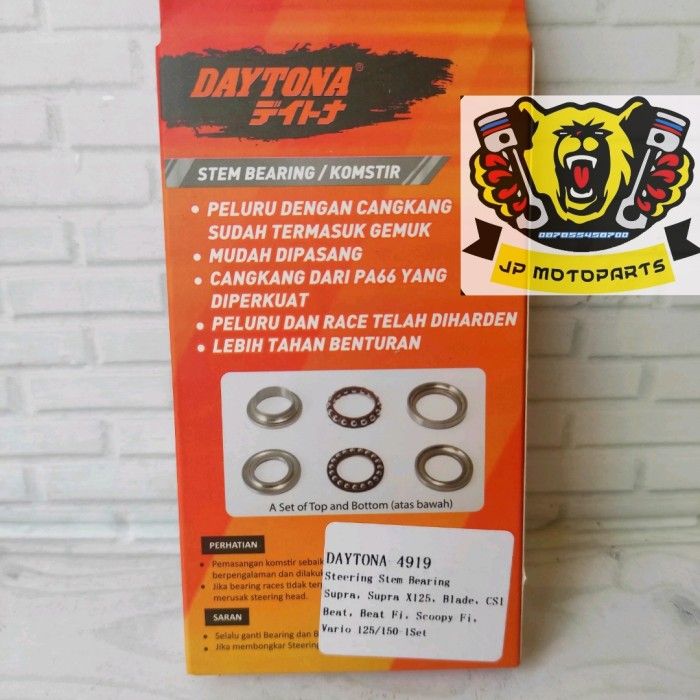 DAYTONA®
デイトナ
STEM BEARING / KOMSTIR
• PELURU DENGAN CANGKANG
SUDAH TERMASUK GEMUK
• MUDAH DIPASANG
• CANGKANG DARI PA66 YANG
DIPERKUAT
• PELURU DAN RACE TELAH DIHARDEN
• LEBIH TAHAN BENTURAN
087855458700
JP MOTOPARTS
A Set of Top and Bottom (atas bawah)
PERHATIAN
• Pemasangan komstir sebaik
berpengalaman dan dilakuk
• Jika bearing races tidak
merusak steering head.
SARAN
• Selalu ganti Bearing dan
• Jika membongkar Steering
DAYTONA 4919
Steering Stem Bearing
Supra, Supra X125, Blade, CS1
Beat, Beat Fi, Scoopy Fi,
Vario 125/150-1Set